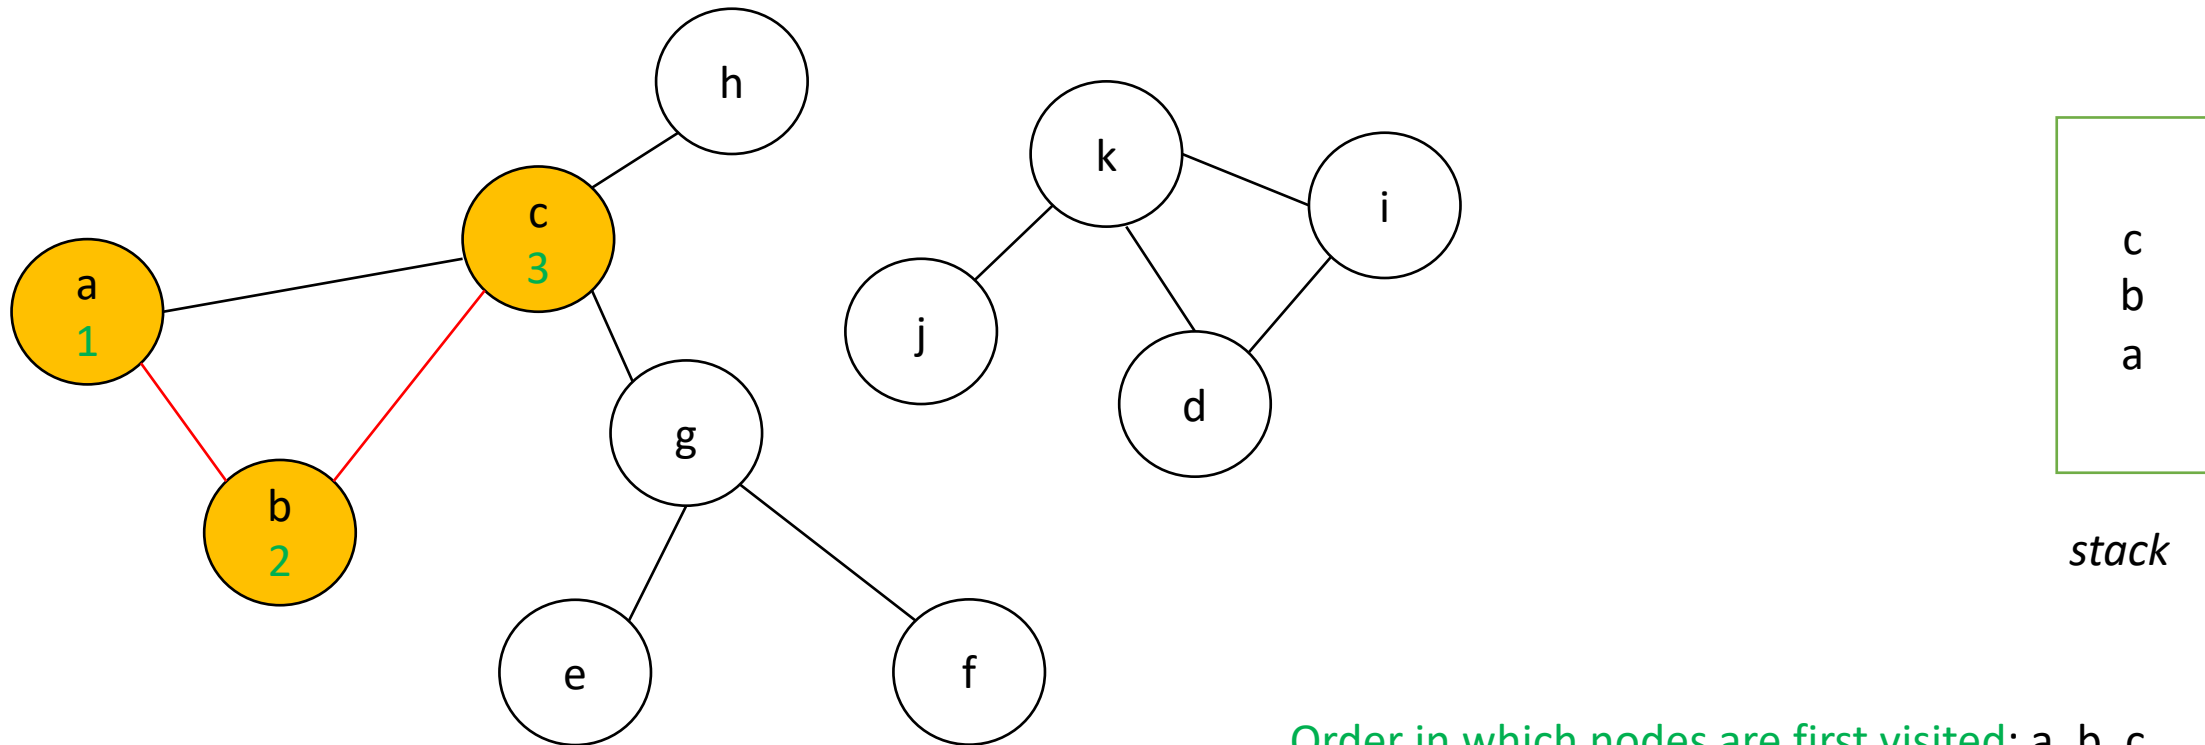 h
k
i
c
3
a
1
j
d
g
b
2
e
f
c
b
a
stack
Order in which nodes are first visited: a, b, c